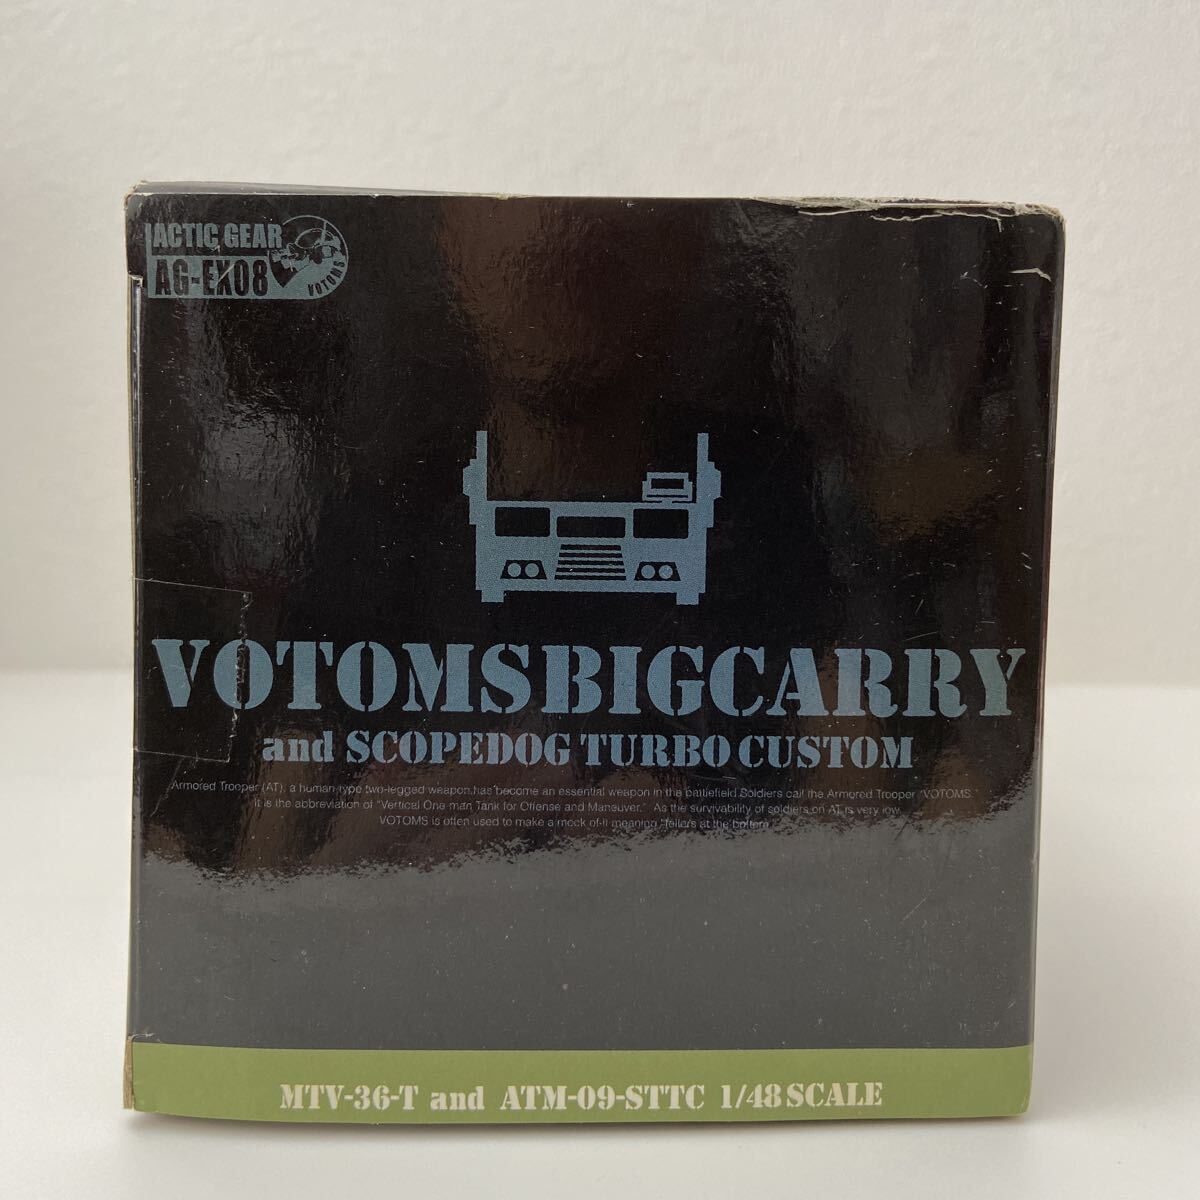 ACTIC GEAR
AG-EX08
VOTOMS
VOTOMSBIGCARRY
and SCOPEDOG TURBO CUSTOM
Armored Trooper (AT), a human type two-legged weapon has become an essential weapon in the battlefield Soldiers call the Armored Trooper "VOTOMS."
It is the abbreviation of "Vertical One-man Tank for Offense and Maneuver." As the survivability of soldiers on AT is very low,
VOTOMS is often used to make a mock of it meaning at the bottom
MTV-36-T and ATM-09-STTC 1/48 SCALE